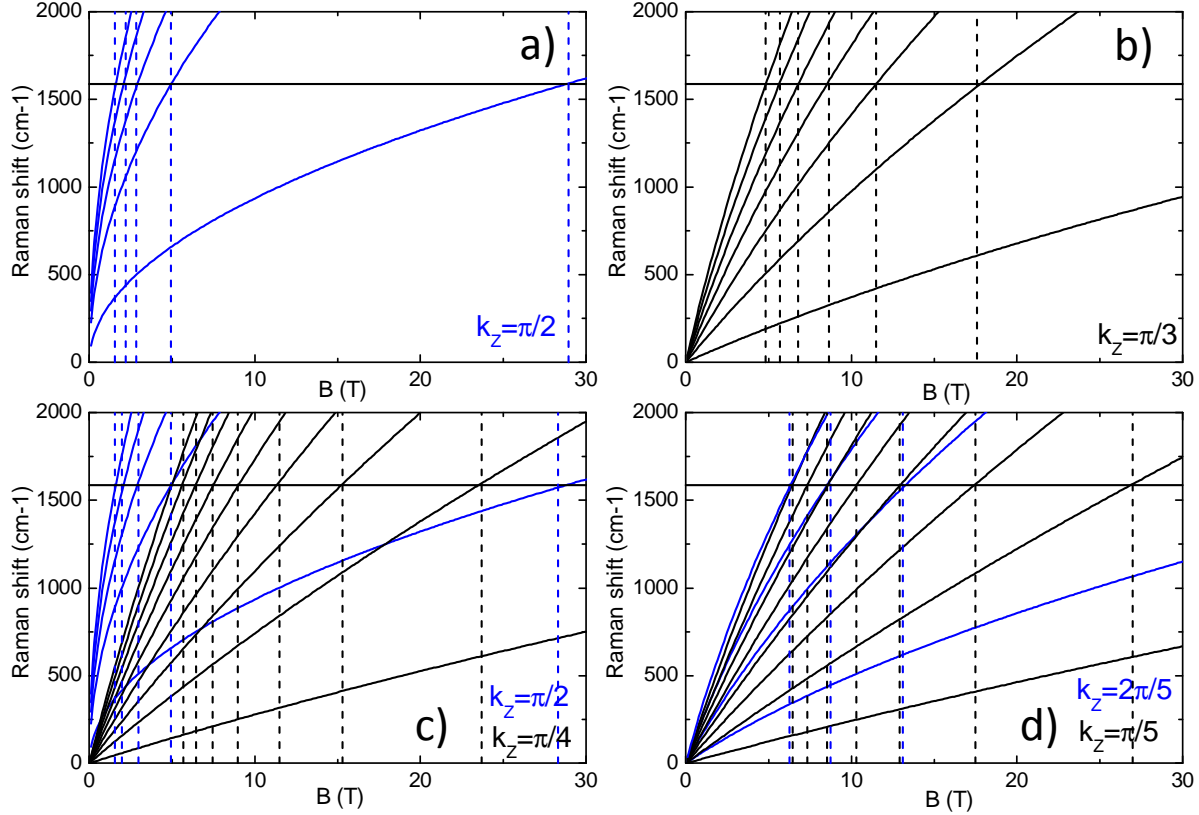 2000
1500
1000
500
0
Raman shift (cm-1)
a)
k_Z=π/2
0 10 20 30
B (T)
2000
1500
1000
500
0
Raman shift (cm-1)
b)
k_Z=π/3
0 10 20 30
B (T)
2000
1500
1000
500
0
Raman shift (cm-1)
c)
k_Z=π/2
k_Z=π/4
0 10 20 30
B (T)
2000
1500
1000
500
0
Raman shift (cm-1)
d)
k_Z=2π/5
k_Z=π/5
0 10 20 30
B (T)